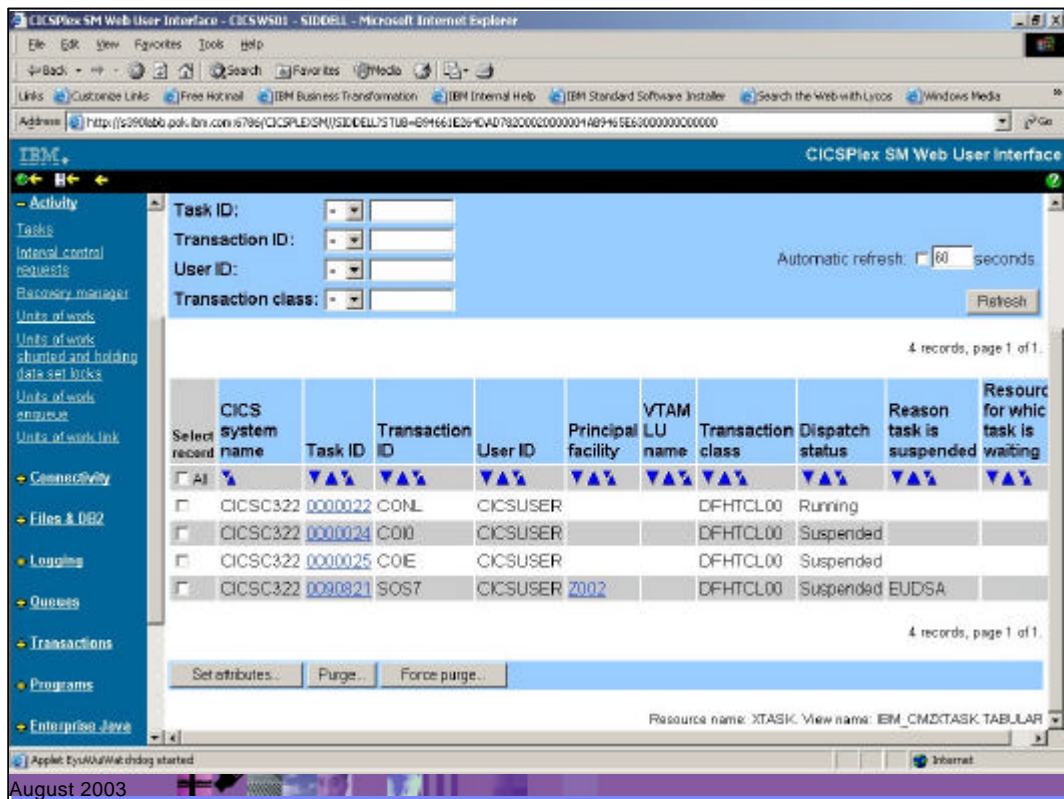 CICSPlex SM Web User Interface - CICSWS01 - SIDDELL - Microsoft Internet Explorer
File Edit View Favorites Tools Help
Back Search Favorites Media
Links Customize Links Free Hotmail IBM Business Transformation IBM Internal Help IBM Standard Software Installer Search the Web with Lycos Windows Media
Address Go
IBM. CICSPlex SM Web User Interface
Activity
Tasks
Interval control requests
Recovery manager
Units of work
Units of work shunted and holding data set locks
Units of work enqueue
Units of work link
Connectivity
Files & DB2
Logging
Queues
Transactions
Programs
Enterprise Java
Task ID:
Transaction ID:
User ID:
Transaction class:
Automatic refresh: 60 seconds.
Refresh
4 records, page 1 of 1.
Select record CICS system name Task ID Transaction ID User ID Principal facility VTAM LU name Transaction class Dispatch status Reason task is suspended Resourc for whic task is waiting
All
CICSC322 0000022 CONL CICSUSER DFHTCL00 Running
CICSC322 0000024 COI0 CICSUSER DFHTCL00 Suspended
CICSC322 0000025 COIE CICSUSER DFHTCL00 Suspended
CICSC322 0090821 SOS7 CICSUSER Z002 DFHTCL00 Suspended EUDSA
4 records, page 1 of 1.
Set attributes... Purge... Force purge...
Resource name: XTASK. View name: IBM_CMZXTASK.TABULAR
Applet EyuWuiWatchdog started Internet
August 2003